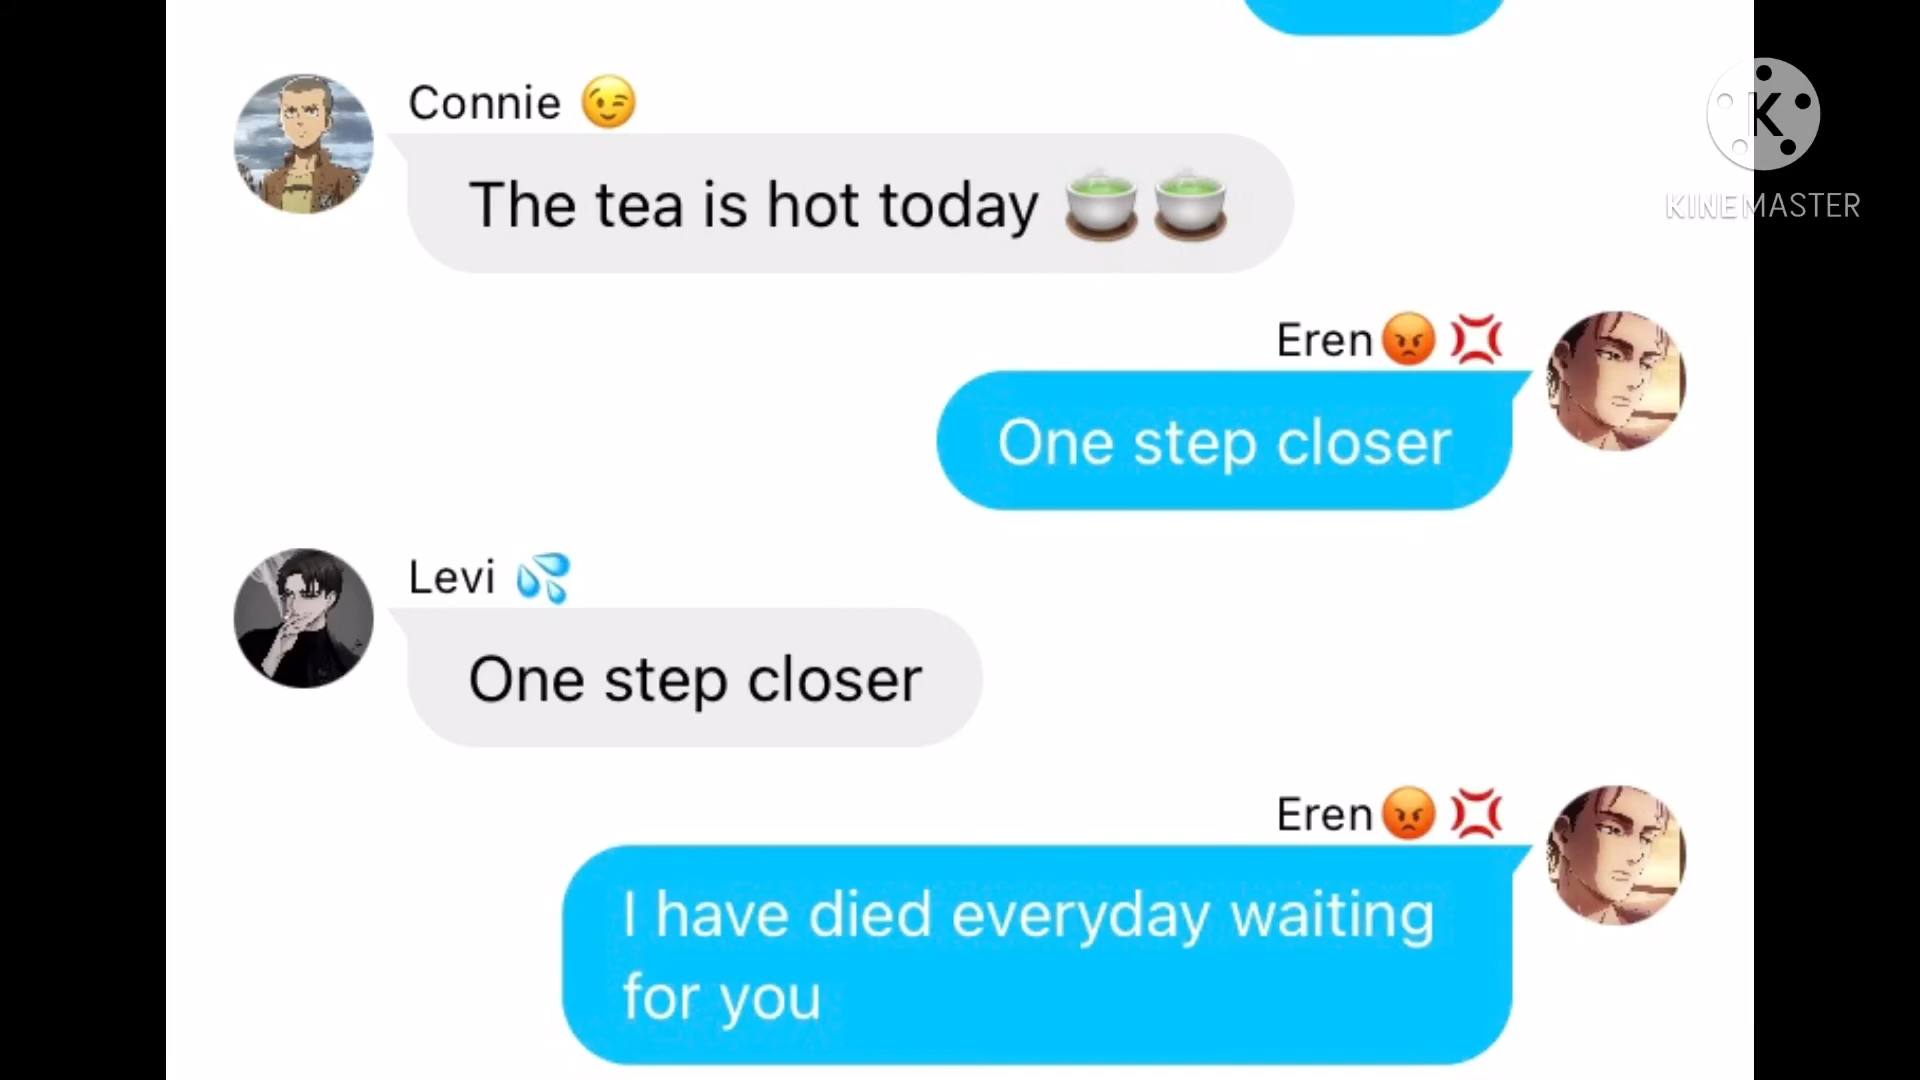 Connie 😉
The tea is hot today 🍵🍵
KINEMASTER
Eren😡💢
One step closer
Levi 💦
One step closer
Eren😡💢
I have died everyday waiting
for you